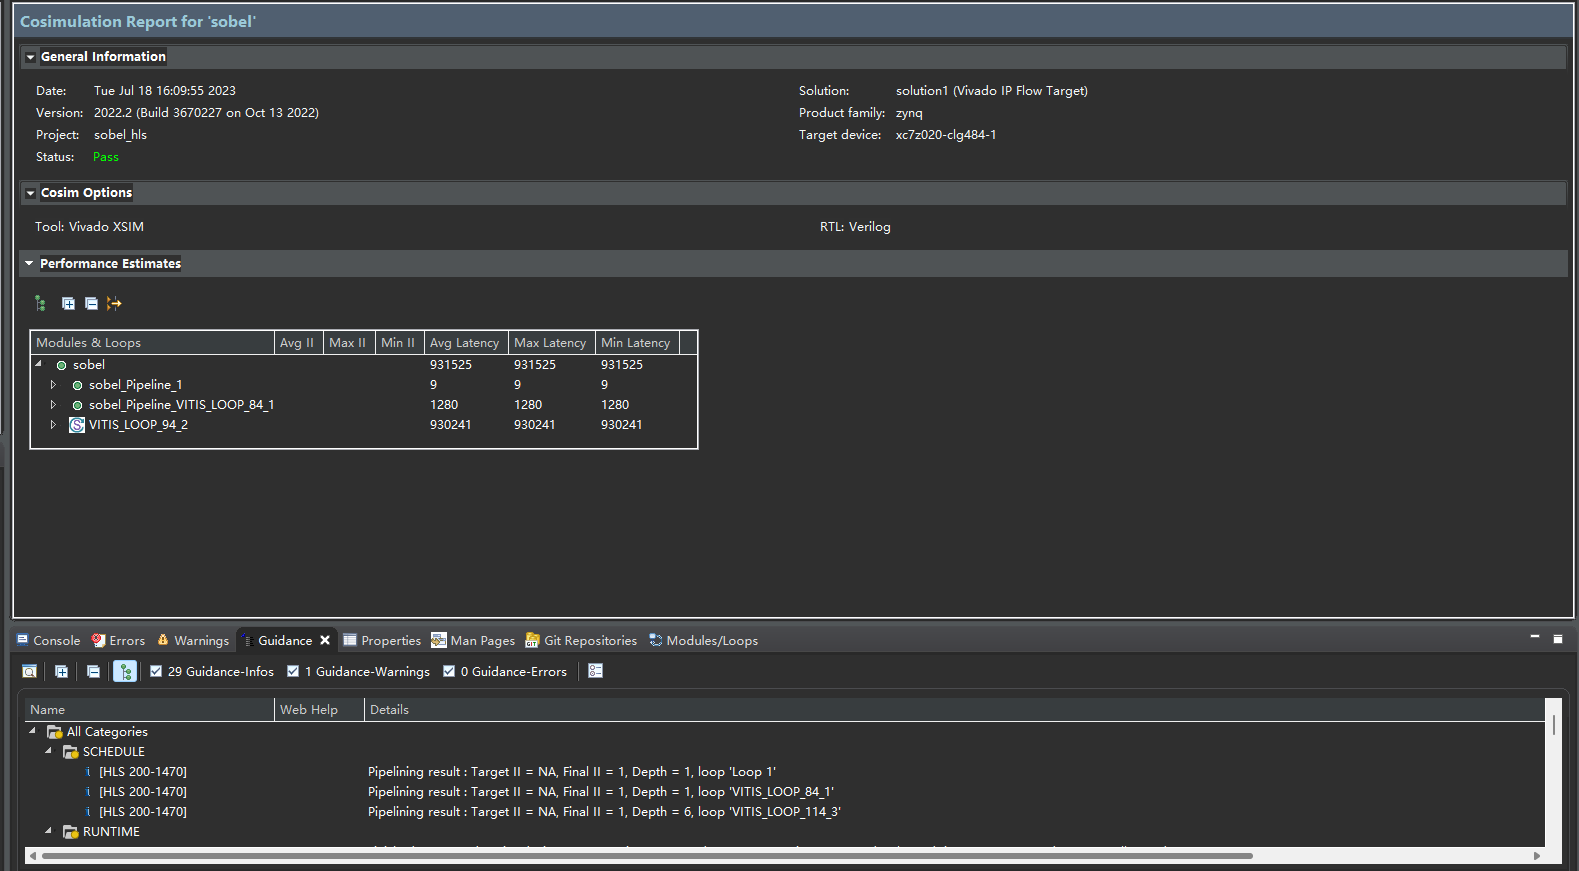 Cosimulation Report for 'sobel'
General Information
Date: Tue Jul 18 16:09:55 2023
Solution: solution1 (Vivado IP Flow Target)
Version: 2022.2 (Build 3670227 on Oct 13 2022)
Product family: zynq
Project: sobel_hls
Target device: xc7z020-clg484-1
Status: Pass
Cosim Options
Tool: Vivado XSIM
RTL: Verilog
Performance Estimates
Modules & Loops Avg II Max II Min II Avg Latency Max Latency Min Latency
sobel 931525 931525 931525
sobel_Pipeline_1 9 9 9
sobel_Pipeline_VITIS_LOOP_84_1 1280 1280 1280
VITIS_LOOP_94_2 930241 930241 930241
Console Errors Warnings Guidance Properties Man Pages Git Repositories Modules/Loops
29 Guidance-Infos 1 Guidance-Warnings 0 Guidance-Errors
Name Web Help Details
All Categories
SCHEDULE
[HLS 200-1470] Pipelining result : Target II = NA, Final II = 1, Depth = 1, loop 'Loop 1'
[HLS 200-1470] Pipelining result : Target II = NA, Final II = 1, Depth = 1, loop 'VITIS_LOOP_84_1'
[HLS 200-1470] Pipelining result : Target II = NA, Final II = 1, Depth = 6, loop 'VITIS_LOOP_114_3'
RUNTIME